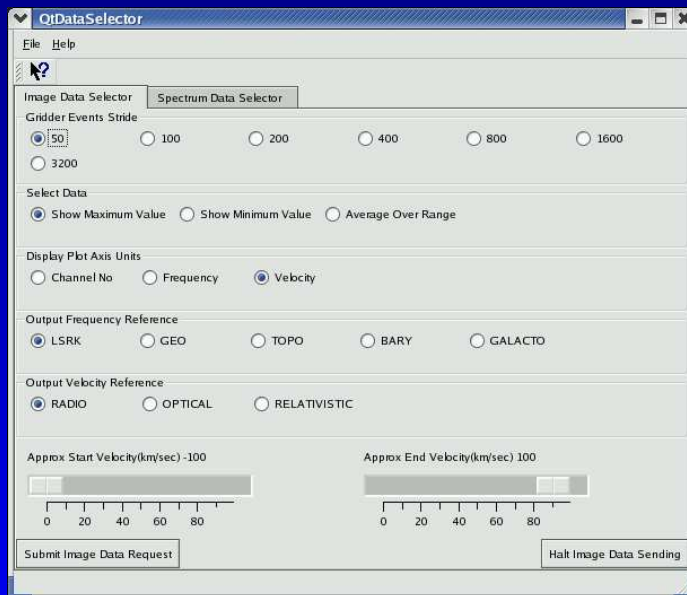 QtDataSelector
File Help
Image Data Selector Spectrum Data Selector
Gridder Events Stride
50 100 200 400 800 1600
3200
Select Data
Show Maximum Value Show Minimum Value Average Over Range
Display Plot Axis Units
Channel No Frequency Velocity
Output Frequency Reference
LSRK GEO TOPO BARY GALACTO
Output Velocity Reference
RADIO OPTICAL RELATIVISTIC
Approx Start Velocity(km/sec) -100 Approx End Velocity(km/sec) 100
0 20 40 60 80 0 20 40 60 80
Submit Image Data Request Halt Image Data Sending